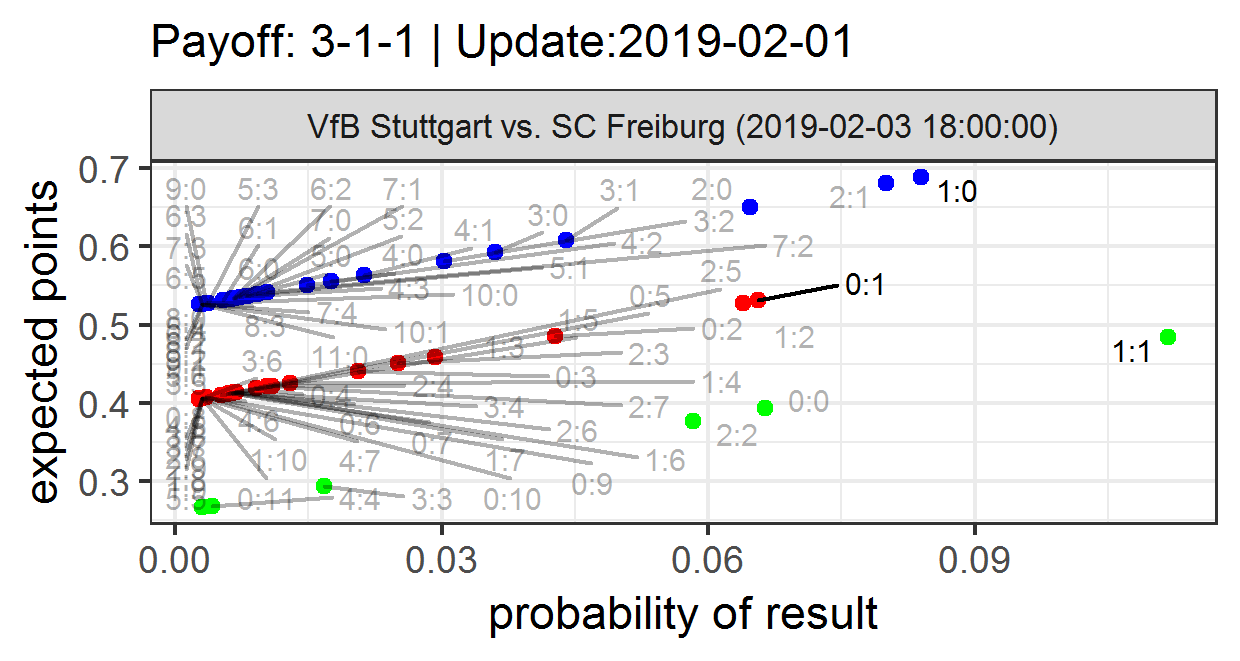 Payoff: 3-1-1 | Update:2019-02-01
VfB Stuttgart vs. SC Freiburg (2019-02-03 18:00:00)
expected points
0.7
0.6
0.5
0.4
0.3
9:0 5:3 6:2 7:1 3:1 2:0 2:1 1:0
6:3 7:0 5:2 3:0 3:2
7:3 6:1 4:1 4:2 7:2
6:0 5:0 4:0 5:1 2:5
4:3 10:0 0:5 0:1
8:3 7:4 10:1 1:5 0:2 1:2
3:6 11:0 1:3 2:3 1:1
0:4 2:4 0:3 1:4
4:6 0:6 3:4 2:7 0:0
0:7 2:6 2:2
1:10 4:7 1:7 1:6
0:11 4:4 3:3 0:10 0:9
0.00 0.03 0.06 0.09
probability of result